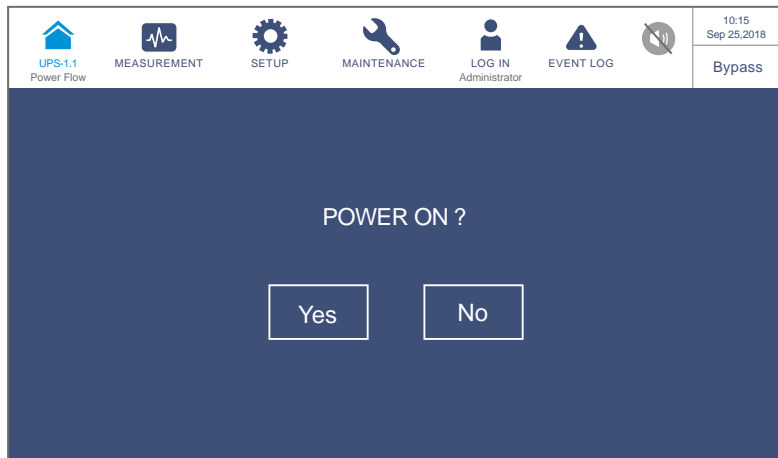 UPS-1.1
Power Flow
MEASUREMENT
SETUP
MAINTENANCE
LOG IN
Administrator
EVENT LOG
10:15
Sep 25,2018
Bypass
POWER ON ?
Yes
No